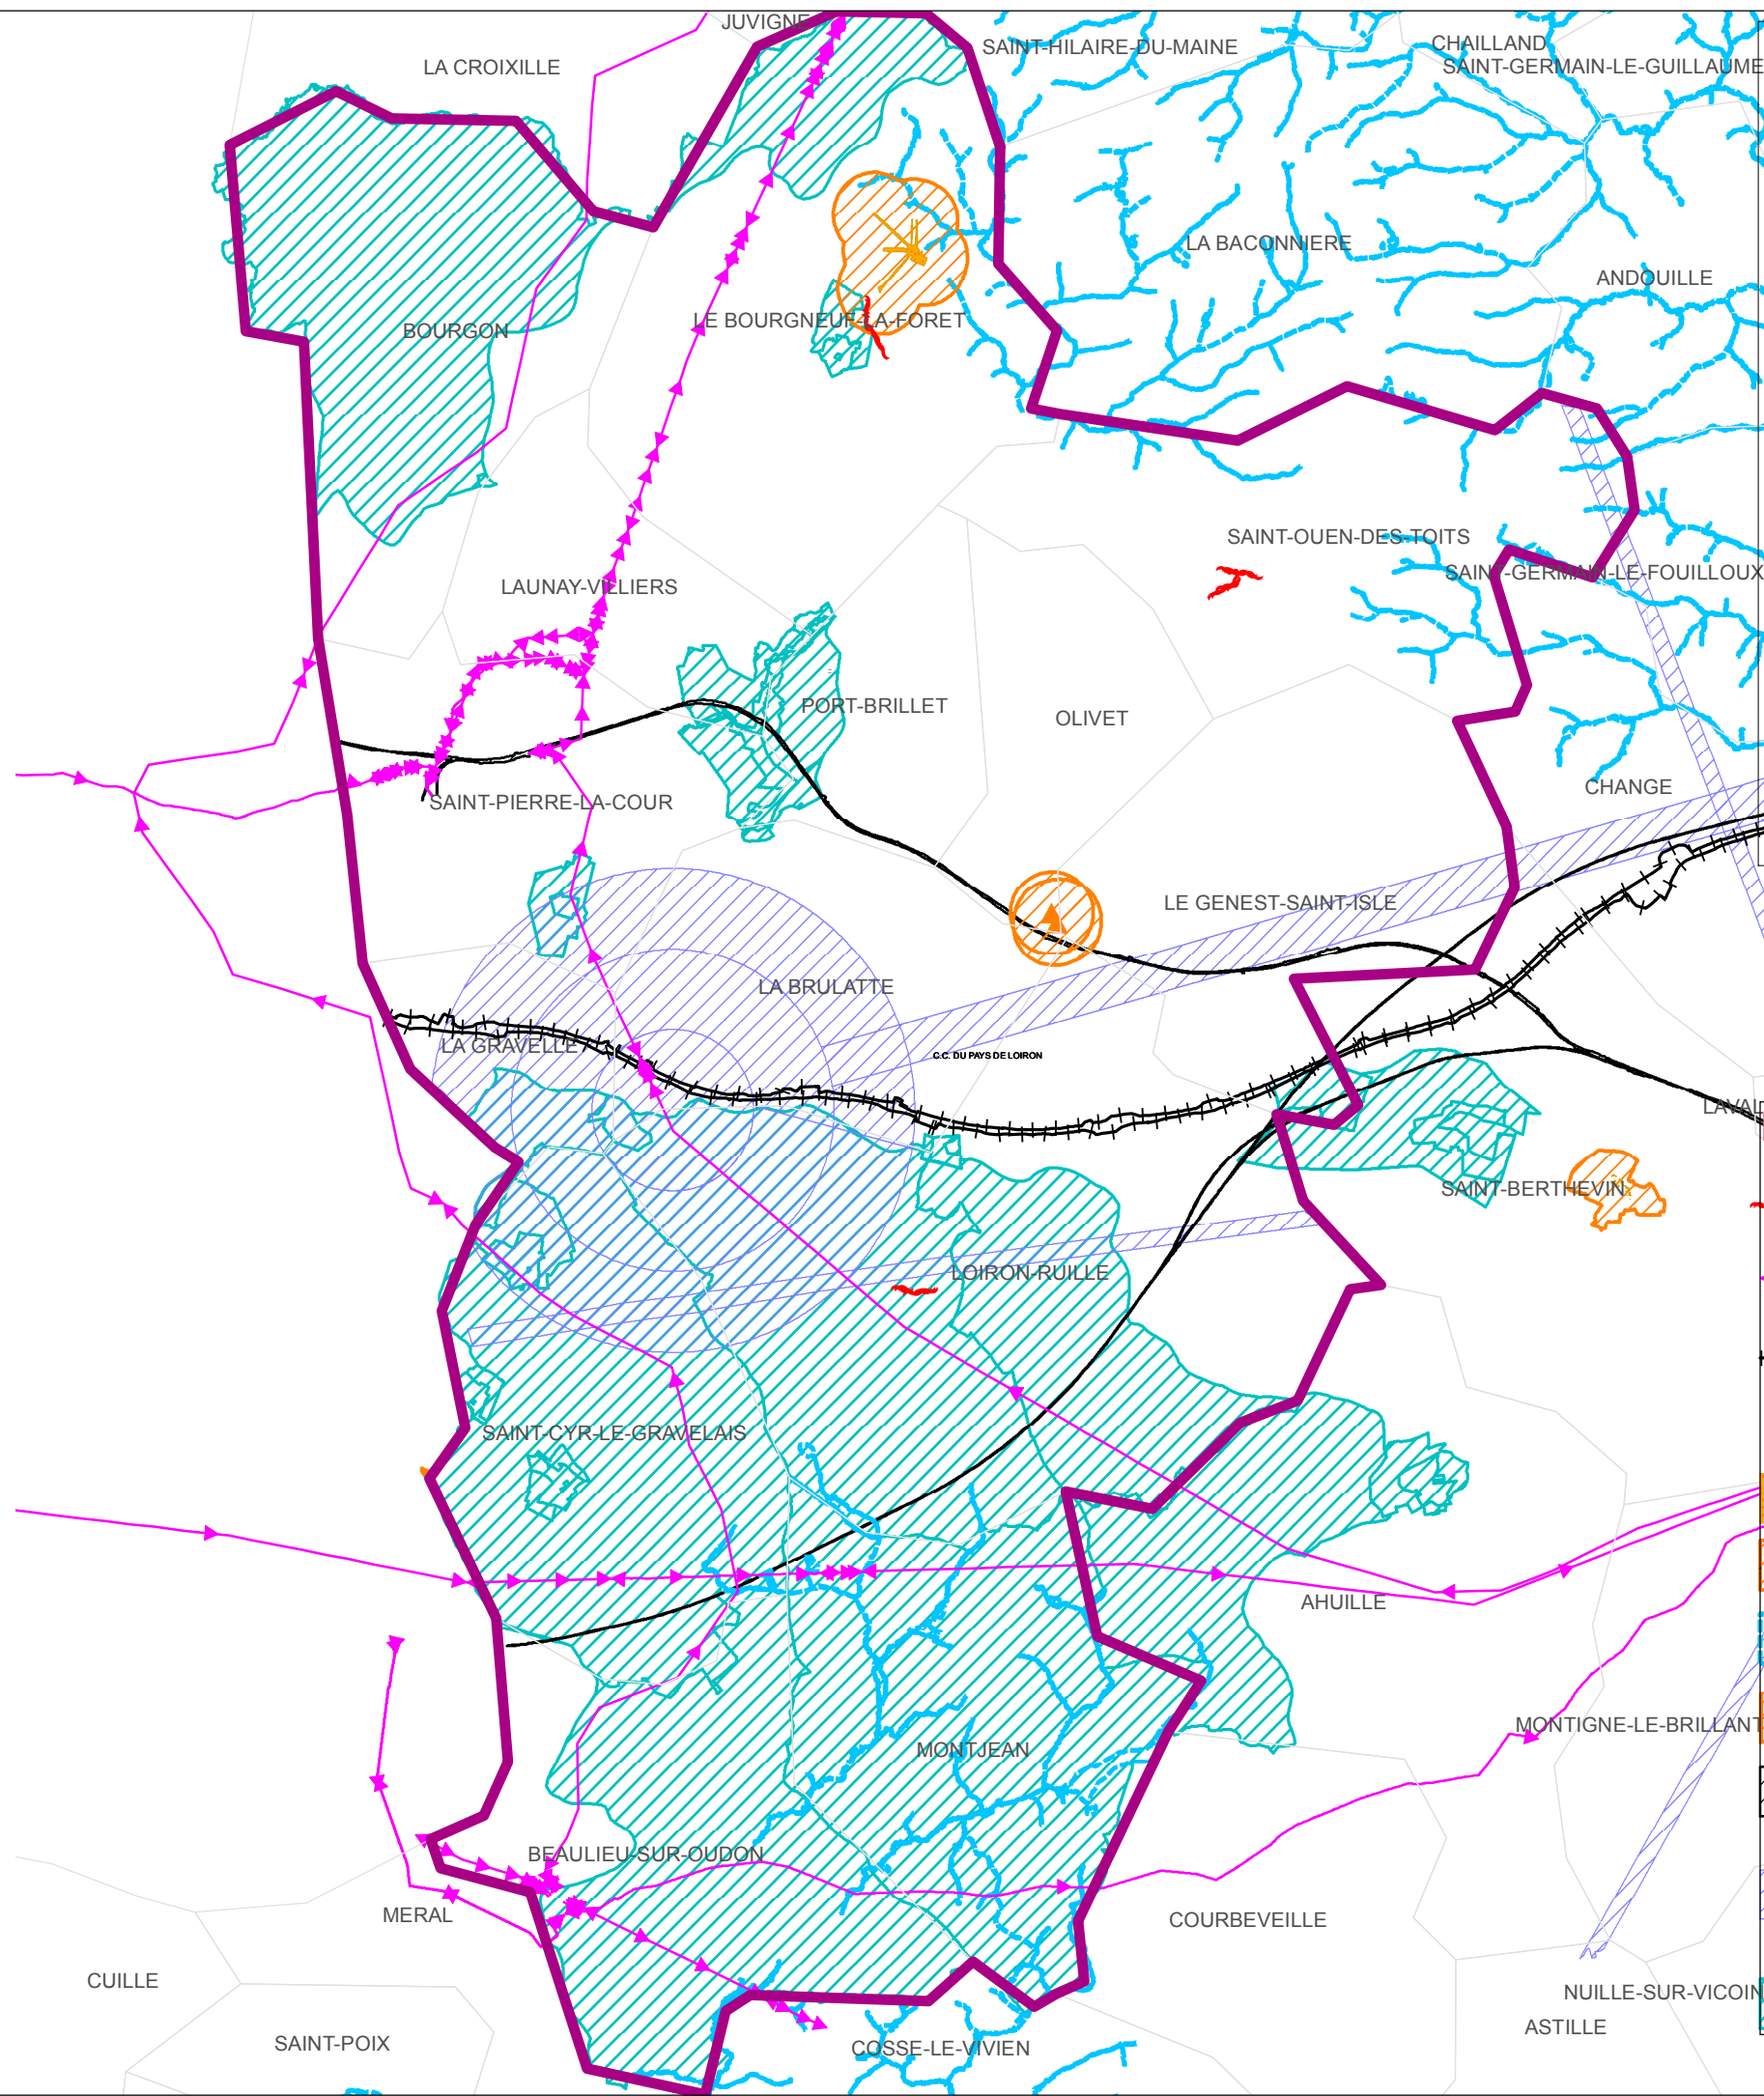 JUVIGNE
SAINT-HILAIRE-DU-MAINE
CHAILLAND
LA CROIXILLE
SAINT-GERMAIN-LE-GUILLAUME
LA BACONNIERE
ANDOUILLE
BOURGON
LE BOURGNEUF-LA-FORET
SAINT-OUEN-DES-TOITS
SAINT-GERMAIN-LE-FOUILLOUX
LAUNAY-VILLIERS
PORT-BRILLET
OLIVET
CHANGE
SAINT-PIERRE-LA-COUR
LE GENEST-SAINT-ISLE
LA BRULATTE
LA GRAVELLE
C.C. DU PAYS DE LOIRON
LAVAL
SAINT-BERTHEVIN
LOIRON-RUILLE
SAINT-CYR-LE-GRAVELAIS
AHUILLE
MONTIGNE-LE-BRILLANT
MONTJEAN
BEAULIEU-SUR-OUDON
MERAL
COURBEVEILLE
CUILLE
NUILLE-SUR-VICOIN
ASTILLE
SAINT-POIX
COSSE-LE-VIVIEN